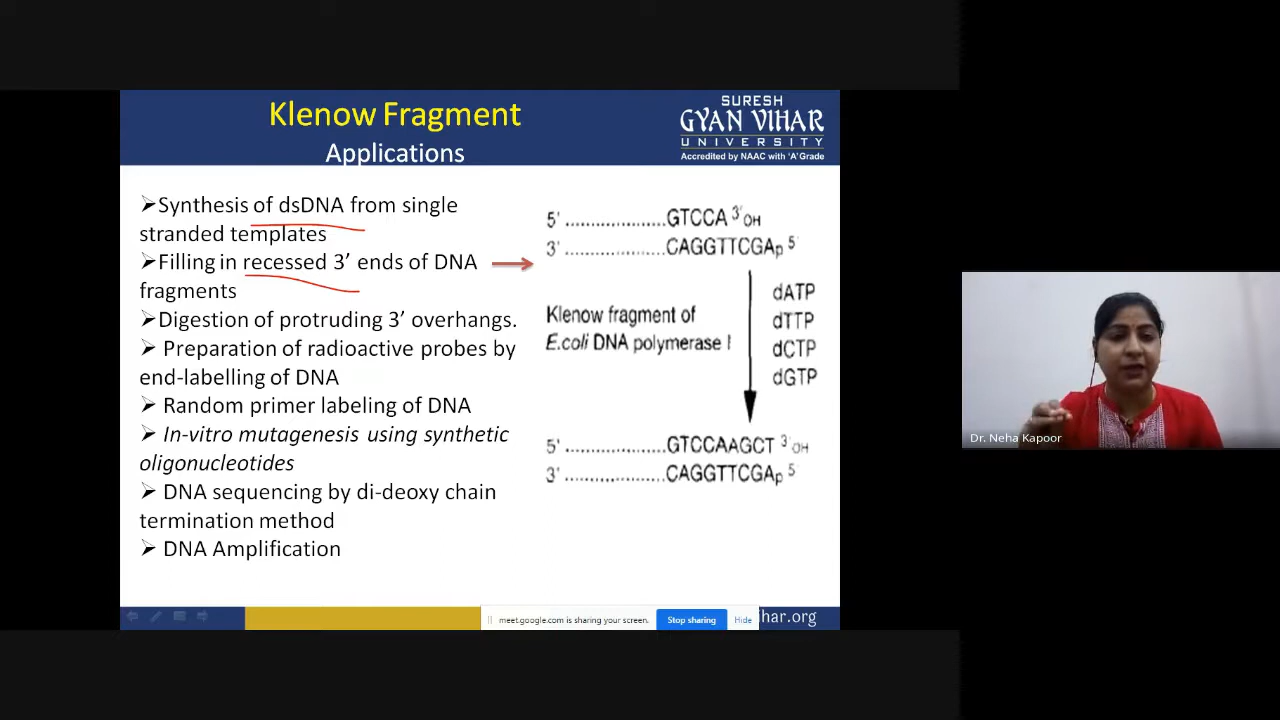 Klenow Fragment
Applications
SURESH
GYAN VIHAR
UNIVERSITY
Accredited by NAAC with 'A' Grade
➢Synthesis of dsDNA from single
stranded templates
➢Filling in recessed 3’ ends of DNA
fragments
➢Digestion of protruding 3’ overhangs.
➢ Preparation of radioactive probes by
end-labelling of DNA
➢ Random primer labeling of DNA
➢ In-vitro mutagenesis using synthetic
oligonucleotides
➢ DNA sequencing by di-deoxy chain
termination method
➢ DNA Amplification
5' ....................GTCCA 3' OH
3' ....................CAGGTTCGAp 5'
Klenow fragment of
E.coli DNA polymerase I
dATP
dTTP
dCTP
dGTP
5' ....................GTCCAAGCT 3' OH
3' ....................CAGGTTCGAp 5'
meet.google.com is sharing your screen.
Stop sharing
Hide
vihar.org
Dr. Neha Kapoor